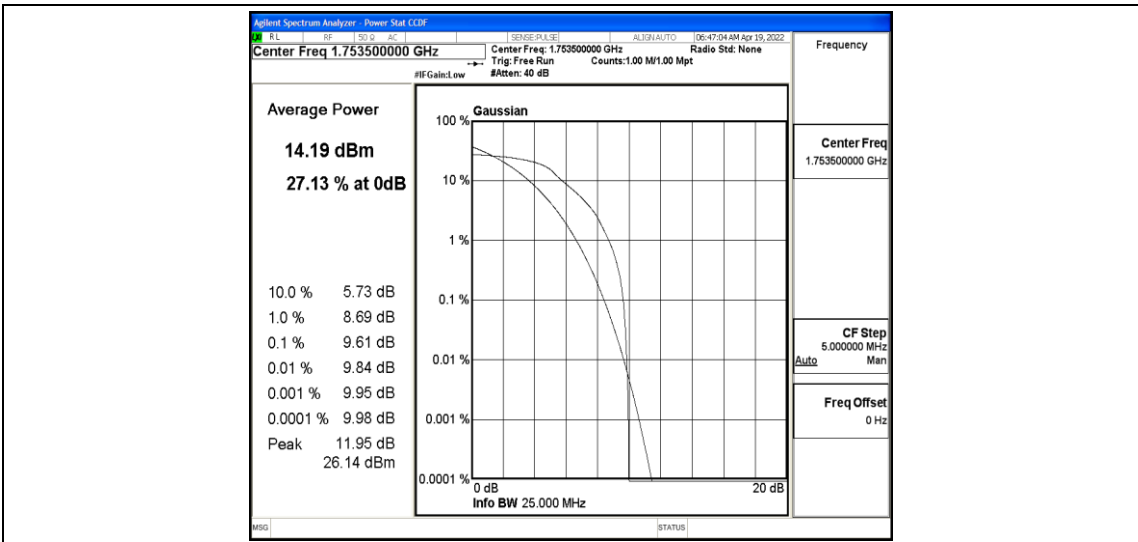 Agilent Spectrum Analyzer - Power Stat CCDF
LXI RL RF 50 Ω AC SENSE:PULSE ALIGN AUTO 06:47:04 AM Apr 19, 2022
Center Freq 1.753500000 GHz Center Freq: 1.753500000 GHz Radio Std: None
Trig: Free Run Counts:1.00 M/1.00 Mpt
#IFGain:Low #Atten: 40 dB
Frequency
Average Power
14.19 dBm
27.13 % at 0dB
10.0 % 5.73 dB
1.0 % 8.69 dB
0.1 % 9.61 dB
0.01 % 9.84 dB
0.001 % 9.95 dB
0.0001 % 9.98 dB
Peak 11.95 dB
26.14 dBm
Gaussian
100 %
10 %
1 %
0.1 %
0.01 %
0.001 %
0.0001 %
0 dB 20 dB
Info BW 25.000 MHz
Center Freq
1.753500000 GHz
CF Step
5.000000 MHz
Auto Man
Freq Offset
0 Hz
MSG STATUS